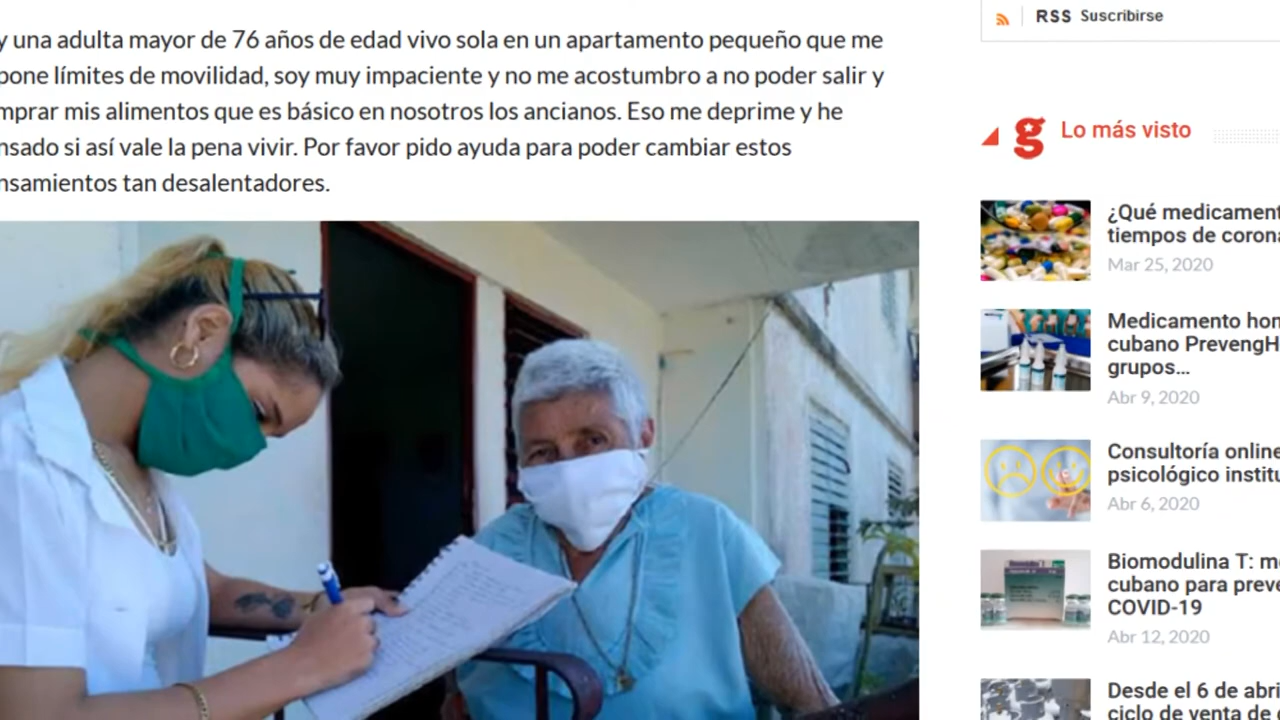 y una adulta mayor de 76 años de edad vivo sola en un apartamento pequeño que me
pone límites de movilidad, soy muy impaciente y no me acostumbro a no poder salir y
mprar mis alimentos que es básico en nosotros los ancianos. Eso me deprime y he
nsado si así vale la pena vivir. Por favor pido ayuda para poder cambiar estos
nsamientos tan desalentadores.
RSS Suscribirse
g Lo más visto
¿Qué medicament
tiempos de corona
Mar 25, 2020
Medicamento hom
cubano PrevengH
grupos...
Abr 9, 2020
Consultoría online
psicológico institu
Abr 6, 2020
Biomodulina T: me
cubano para preve
COVID-19
Abr 12, 2020
Desde el 6 de abri
ciclo de venta de